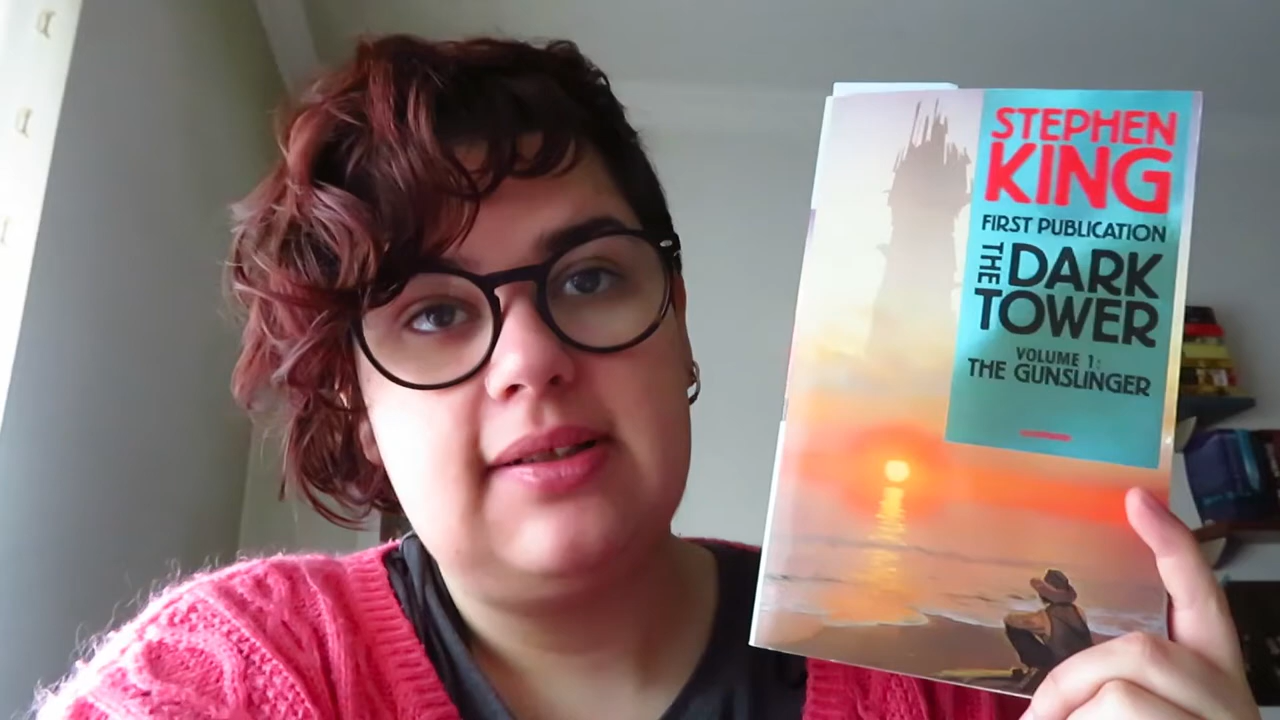 STEPHEN
KING
FIRST PUBLICATION
THE DARK
TOWER
VOLUME 1:
THE GUNSLINGER